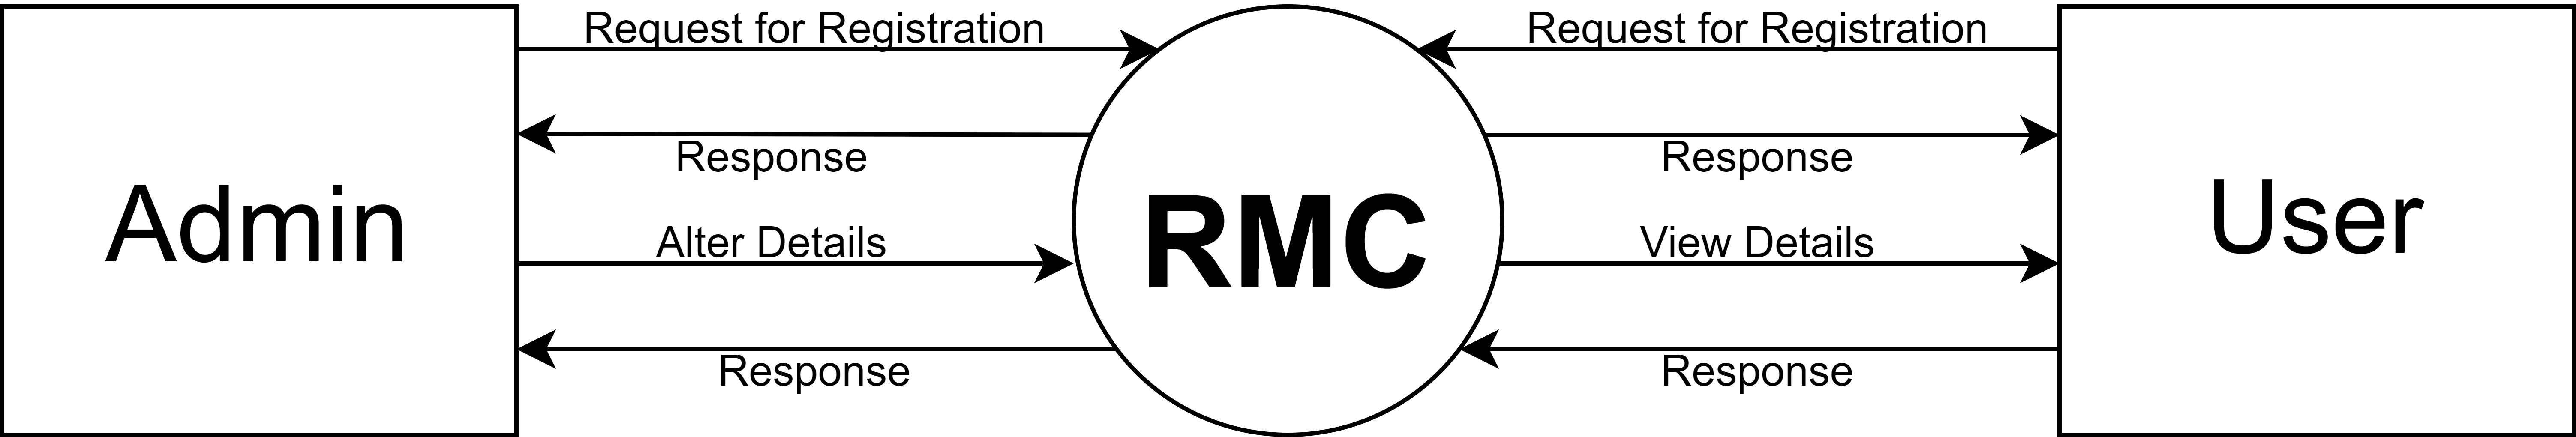 Request for Registration
Request for Registration
Response
Response
Admin
RMC
User
Alter Details
View Details
Response
Response